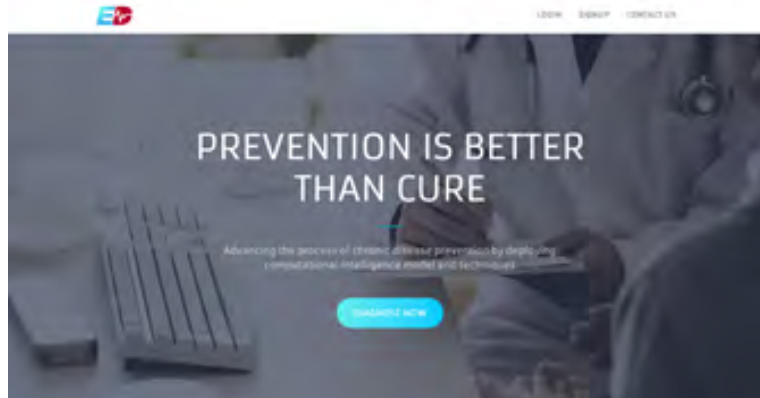 LOGIN SIGNUP CONTACT US
PREVENTION IS BETTER
THAN CURE
Advancing the process of chronic disease prevention by deploying
computational intelligence model and techniques
DIAGNOSE NOW